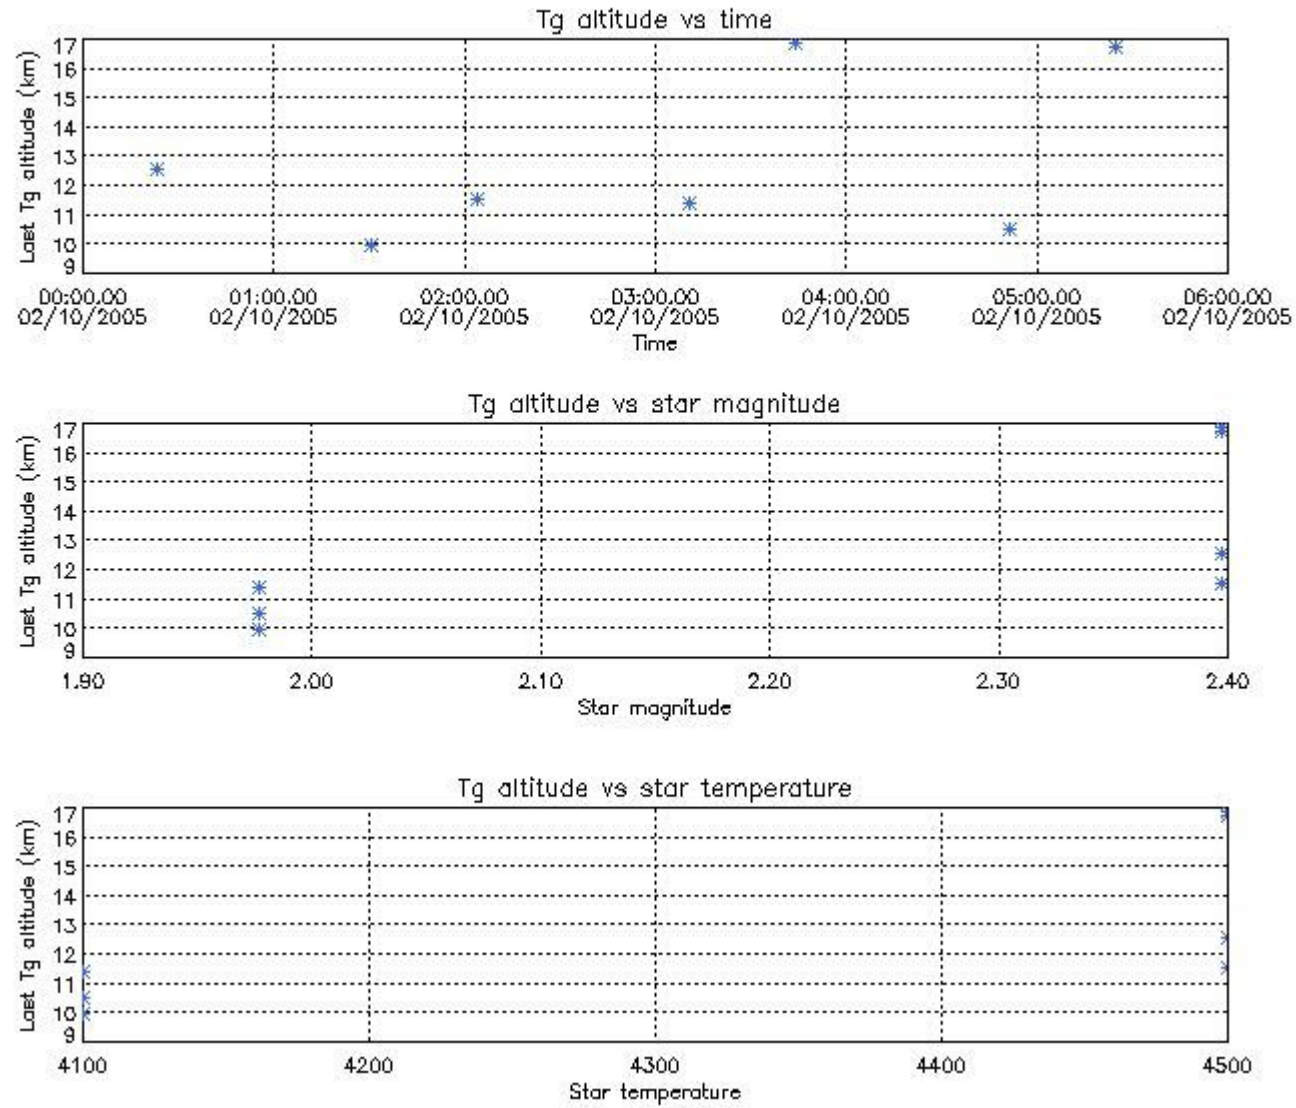 Tg altitude vs time
Last Tg altitude (km)
17
16
15
14
13
12
11
10
9
00:00.00 01:00.00 02:00.00 03:00.00 04:00.00 05:00.00 06:00.00
02/10/2005 02/10/2005 02/10/2005 02/10/2005 02/10/2005 02/10/2005 02/10/2005
Time
Tg altitude vs star magnitude
Last Tg altitude (km)
17
16
15
14
13
12
11
10
9
1.90 2.00 2.10 2.20 2.30 2.40
Star magnitude
Tg altitude vs star temperature
Last Tg altitude (km)
17
16
15
14
13
12
11
10
9
4100 4200 4300 4400 4500
Star temperature